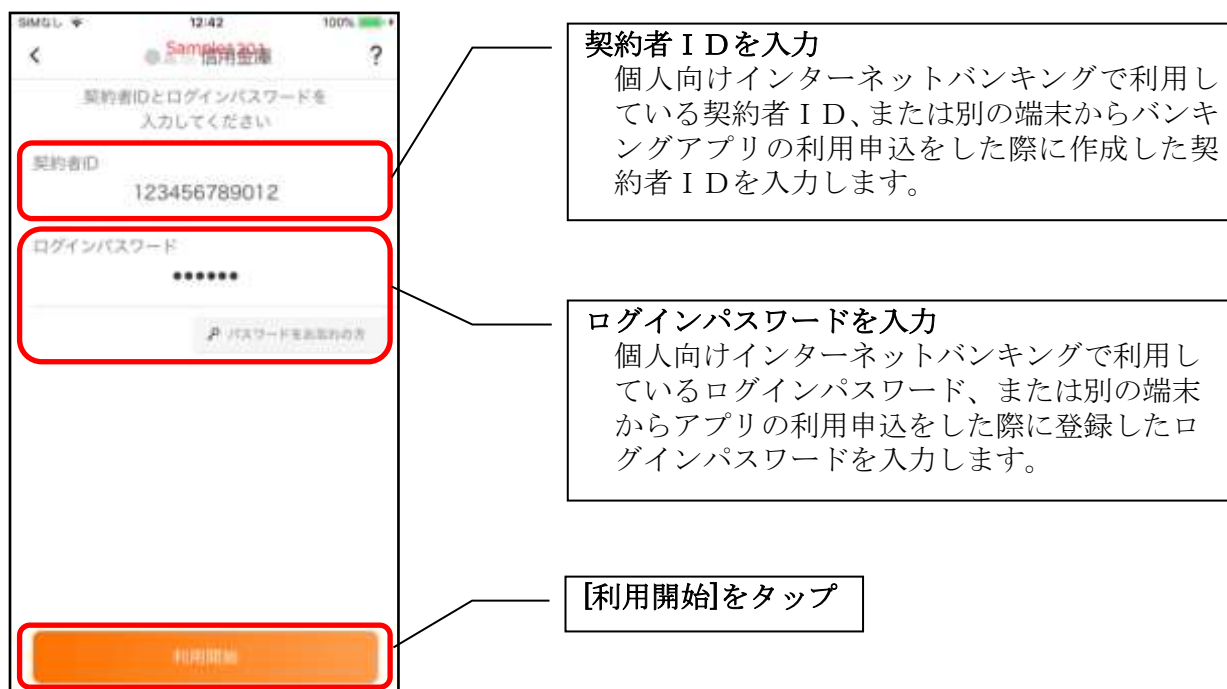 SIMなし 12:42 100%
< 信用金庫 ?
契約者IDとログインパスワードを
入力してください
契約者ID
123456789012
ログインパスワード
••••••
パスワードをお忘れの方
利用開始
契約者ＩＤを入力
個人向けインターネットバンキングで利用し
ている契約者ＩＤ、または別の端末からバンキ
ングアプリの利用申込をした際に作成した契
約者ＩＤを入力します。
ログインパスワードを入力
個人向けインターネットバンキングで利用し
ているログインパスワード、または別の端末
からアプリの利用申込をした際に登録したロ
グインパスワードを入力します。
[利用開始]をタップ